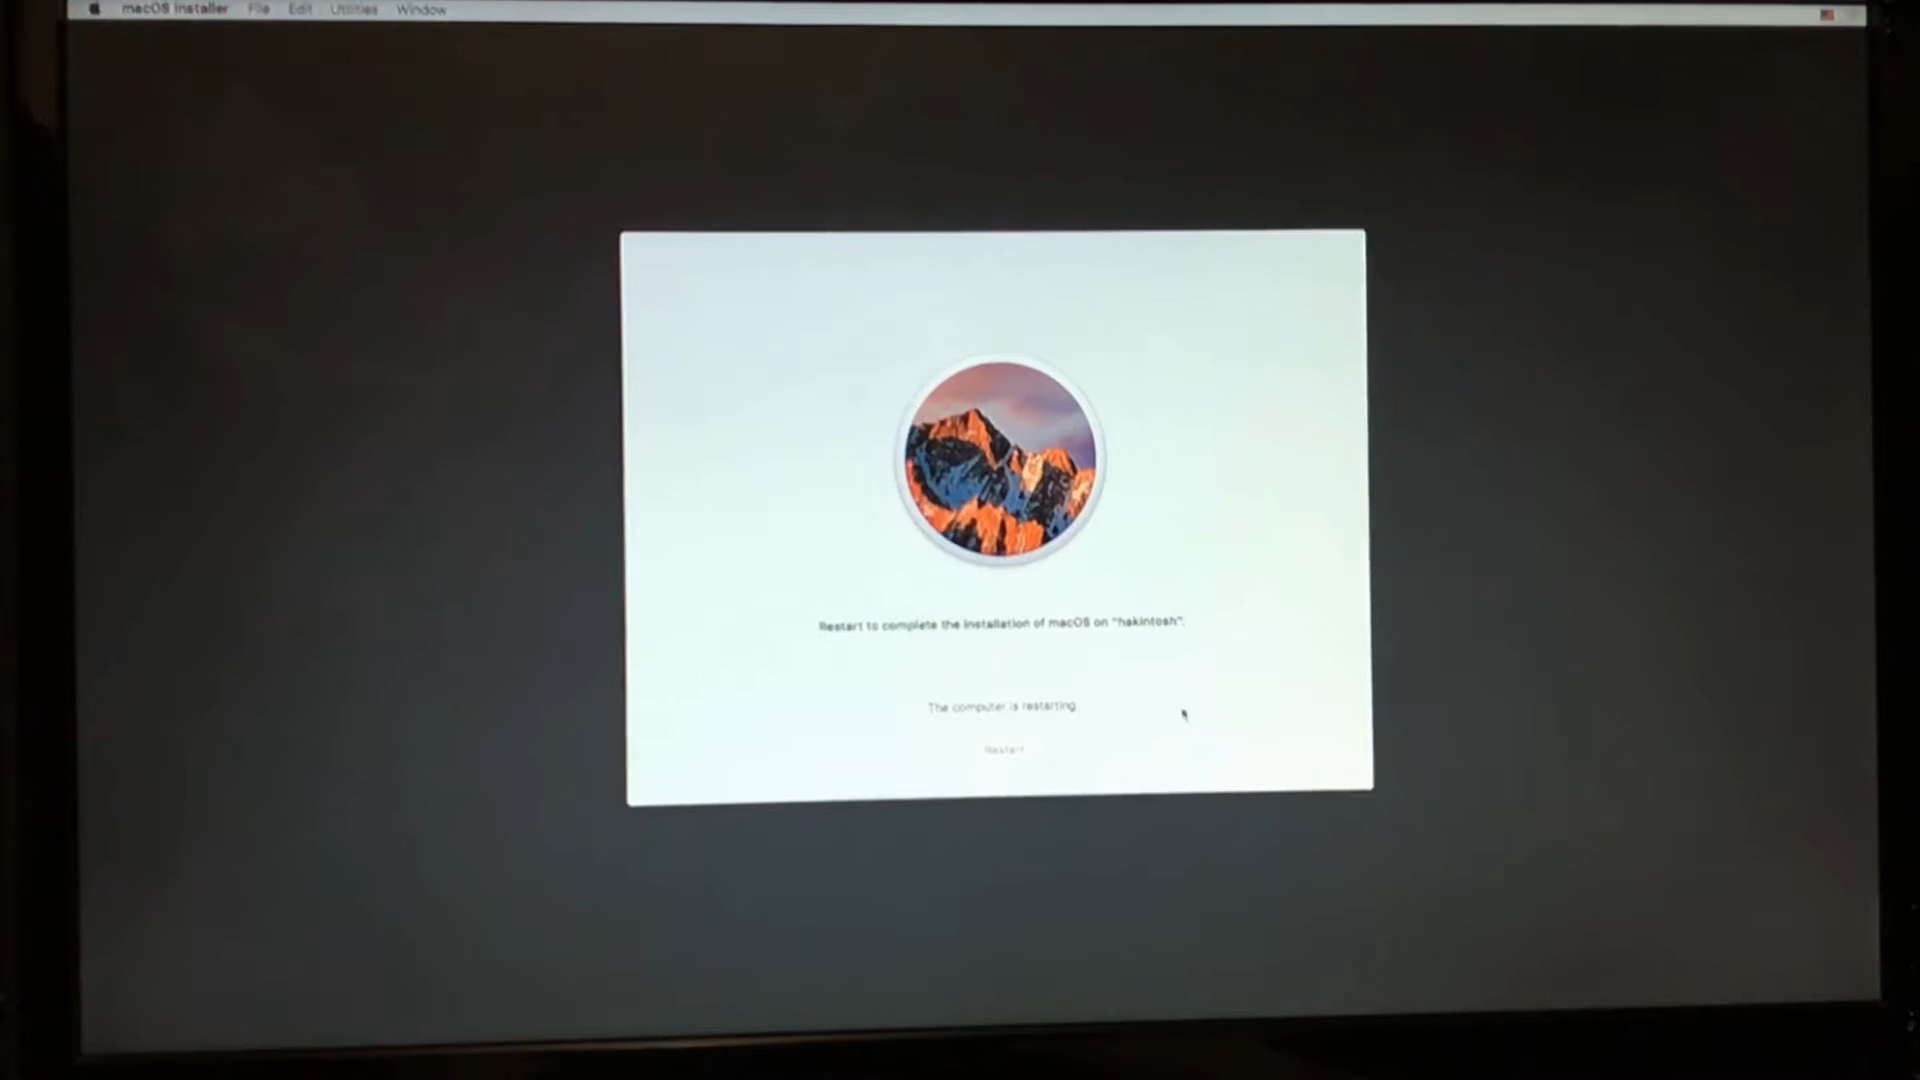 macOS Installer File Edit Utilities Window
Restart to complete the installation of macOS on "hakintosh".
The computer is restarting.
Restart